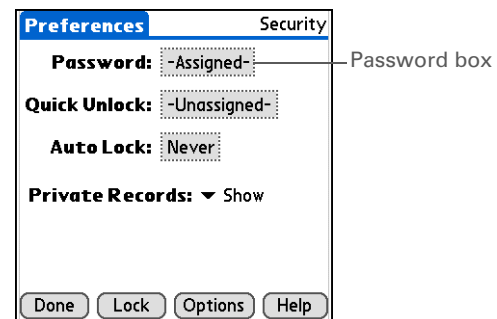 Preferences Security
Password: -Assigned- Password box
Quick Unlock: -Unassigned-
Auto Lock: Never
Private Records: Show
Done Lock Options Help